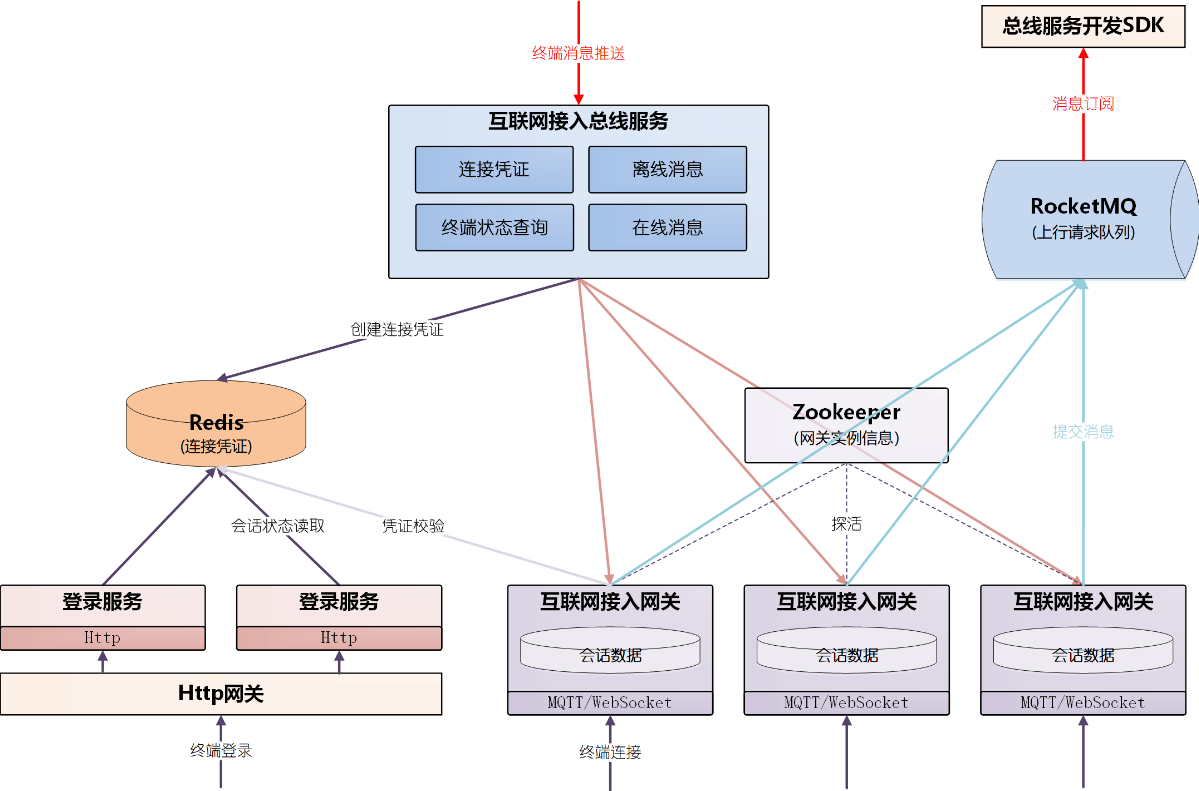 总线服务开发SDK
终端消息推送
消息订阅
互联网接入总线服务
连接凭证
离线消息
终端状态查询
在线消息
RocketMQ
(上行请求队列)
创建连接凭证
Redis
(连接凭证)
Zookeeper
(网关实例信息)
提交消息
会话状态读取
凭证校验
探活
登录服务
Http
登录服务
Http
Http网关
终端登录
互联网接入网关
会话数据
MQTT/WebSocket
终端连接
互联网接入网关
会话数据
MQTT/WebSocket
互联网接入网关
会话数据
MQTT/WebSocket